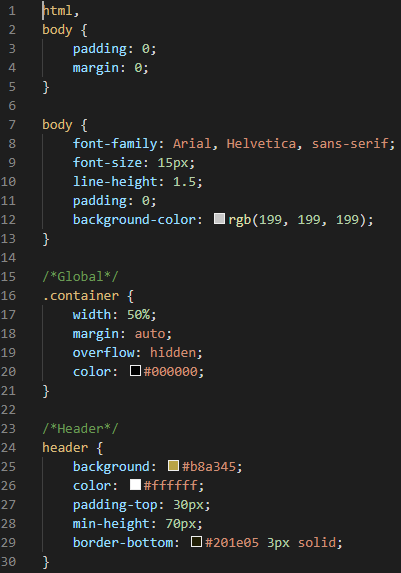 1 html,
2 body {
3 padding: 0;
4 margin: 0;
5 }
6
7 body {
8 font-family: Arial, Helvetica, sans-serif;
9 font-size: 15px;
10 line-height: 1.5;
11 padding: 0;
12 background-color: rgb(199, 199, 199);
13 }
14
15 /*Global*/
16 .container {
17 width: 50%;
18 margin: auto;
19 overflow: hidden;
20 color: #000000;
21 }
22
23 /*Header*/
24 header {
25 background: #b8a345;
26 color: #ffffff;
27 padding-top: 30px;
28 min-height: 70px;
29 border-bottom: #201e05 3px solid;
30 }